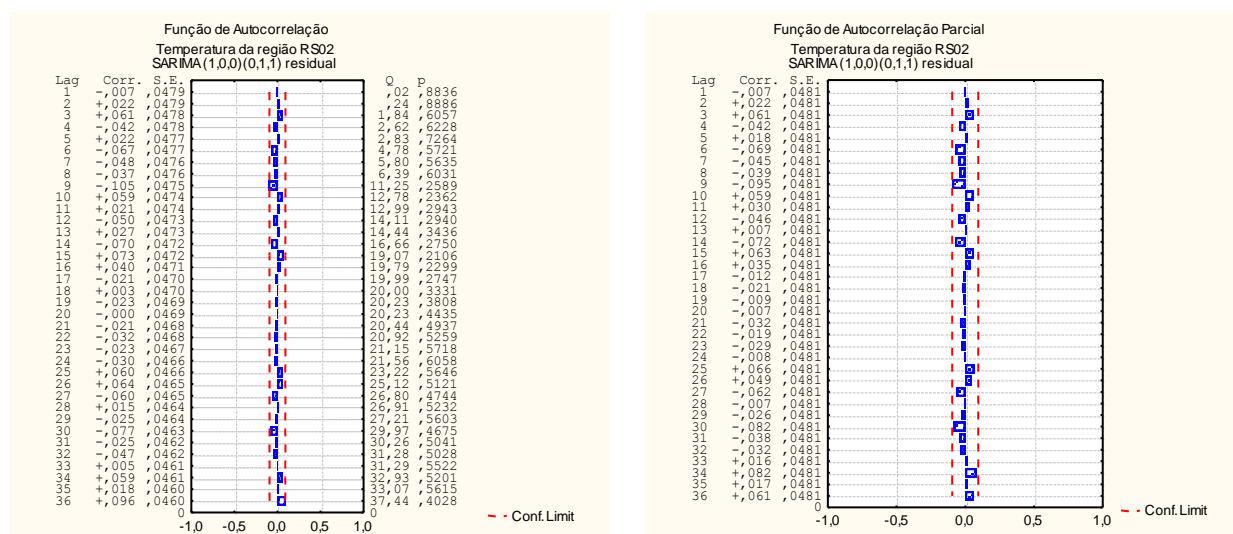 Função de Autocorrelação
Temperatura da região RS02
SARIMA (1,0,0)(0,1,1) residual
Lag Corr. S.E. Q p
1 -,007 ,0479 ,02 ,8836
2 +,022 ,0479 ,24 ,8886
3 +,061 ,0478 1,84 ,6057
4 -,042 ,0478 2,62 ,6228
5 +,022 ,0477 2,83 ,7264
6 -,067 ,0477 4,78 ,5721
7 -,048 ,0476 5,80 ,5635
8 -,037 ,0476 6,39 ,6031
9 -,105 ,0475 11,25 ,2589
10 +,059 ,0474 12,78 ,2362
11 +,021 ,0474 12,99 ,2943
12 -,050 ,0473 14,11 ,2940
13 +,027 ,0473 14,44 ,3436
14 -,070 ,0472 16,66 ,2750
15 +,073 ,0472 19,07 ,2106
16 +,040 ,0471 19,79 ,2299
17 -,021 ,0470 19,99 ,2747
18 +,003 ,0470 20,00 ,3331
19 -,023 ,0469 20,23 ,3808
20 -,000 ,0469 20,23 ,4435
21 -,021 ,0468 20,44 ,4937
22 -,032 ,0468 20,92 ,5259
23 -,023 ,0467 21,15 ,5718
24 -,030 ,0466 21,56 ,6058
25 +,060 ,0466 23,22 ,5646
26 +,064 ,0465 25,12 ,5121
27 -,060 ,0465 26,80 ,4744
28 +,015 ,0464 26,91 ,5232
29 -,025 ,0464 27,21 ,5603
30 -,077 ,0463 29,97 ,4675
31 -,025 ,0462 30,26 ,5041
32 -,047 ,0462 31,28 ,5028
33 +,005 ,0461 31,29 ,5522
34 +,059 ,0461 32,93 ,5201
35 +,018 ,0460 33,07 ,5615
36 +,096 ,0460 37,44 ,4028
0 0
-1,0 -0,5 0,0 0,5 1,0
Conf. Limit
Função de Autocorrelação Parcial
Temperatura da região RS02
SARIMA (1,0,0)(0,1,1) residual
Lag Corr. S.E.
1 -,007 ,0481
2 +,022 ,0481
3 +,061 ,0481
4 -,042 ,0481
5 +,018 ,0481
6 -,069 ,0481
7 -,045 ,0481
8 -,039 ,0481
9 -,095 ,0481
10 +,059 ,0481
11 +,030 ,0481
12 -,046 ,0481
13 +,007 ,0481
14 -,072 ,0481
15 +,063 ,0481
16 +,035 ,0481
17 -,012 ,0481
18 -,021 ,0481
19 -,009 ,0481
20 -,007 ,0481
21 -,032 ,0481
22 -,019 ,0481
23 -,029 ,0481
24 -,008 ,0481
25 +,066 ,0481
26 +,049 ,0481
27 -,062 ,0481
28 -,007 ,0481
29 -,026 ,0481
30 -,082 ,0481
31 -,038 ,0481
32 -,032 ,0481
33 +,016 ,0481
34 +,082 ,0481
35 +,017 ,0481
36 +,061 ,0481
0
-1,0 -0,5 0,0 0,5 1,0
Conf. Limit